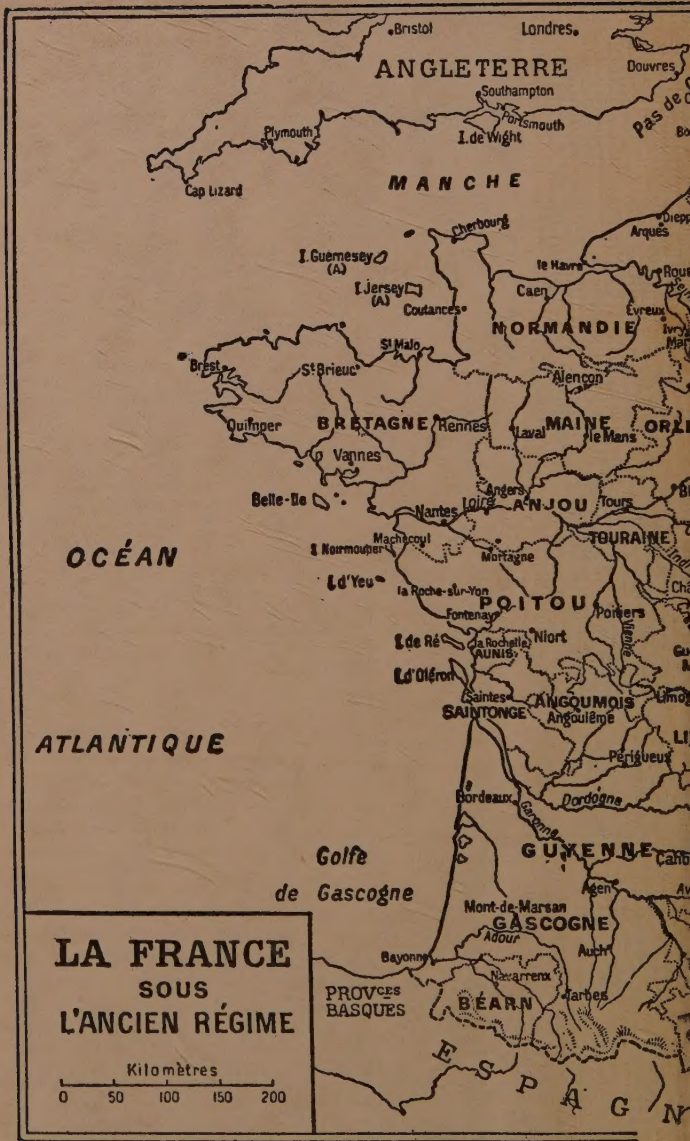 Bristol
Londres
ANGLETERRE
Douvres
Southampton
Portsmouth
I. de Wight
Pas de
Plymouth
Cap Lizard
MANCHE
Cherbourg
Arques
I. Guernesey
(A)
I. Jersey
(A)
le Havre
Caen
Coutances
Evreux
NORMANDIE
St Malo
Brest
St Brieuc
Alençon
Quimper
BRETAGNE
Rennes
Laval
MAINE
le Mans
Vannes
Belle-Ile
Angers
Nantes
Loire
ANJOU
Tours
OCÉAN
Machecoul
TOURAINE
Mortagne
I. d'Yeu
la Roche-sur-Yon
POITOU
Poitiers
Fontenay
I. de Ré
la Rochelle
Niort
AUNIS
Vienne
I. d'Oléron
Saintes
ANGOUMOIS
Angoulême
SAINTONGE
ATLANTIQUE
Périgueux
Bordeaux
Dordogne
Garonne
Golfe
de Gascogne
GUYENNE
Agen
Mont-de-Marsan
GASCOGNE
Adour
Auch
Bayonne
Navarrenx
PROVCES
BASQUES
BÉARN
Tarbes
ESPAGN
LA FRANCE
SOUS
L'ANCIEN RÉGIME
Kilomètres
0 50 100 150 200